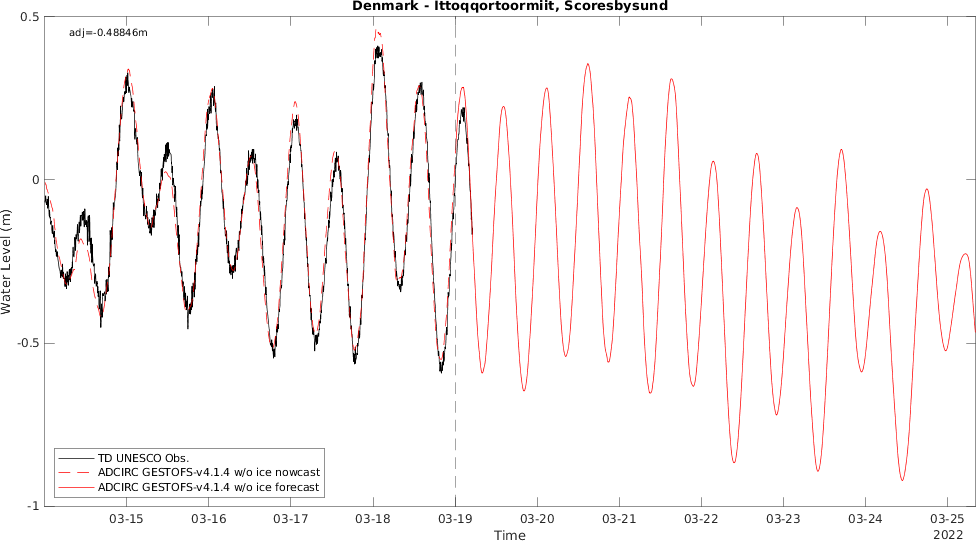 Denmark - Ittoqqortoormiit, Scoresbysund
adj=-0.48846m
0.5
0
-0.5
-1
Water Level (m)
TD UNESCO Obs.
ADCIRC GESTOFS-v4.1.4 w/o ice nowcast
ADCIRC GESTOFS-v4.1.4 w/o ice forecast
03-15 03-16 03-17 03-18 03-19 03-20 03-21 03-22 03-23 03-24 03-25
2022
Time